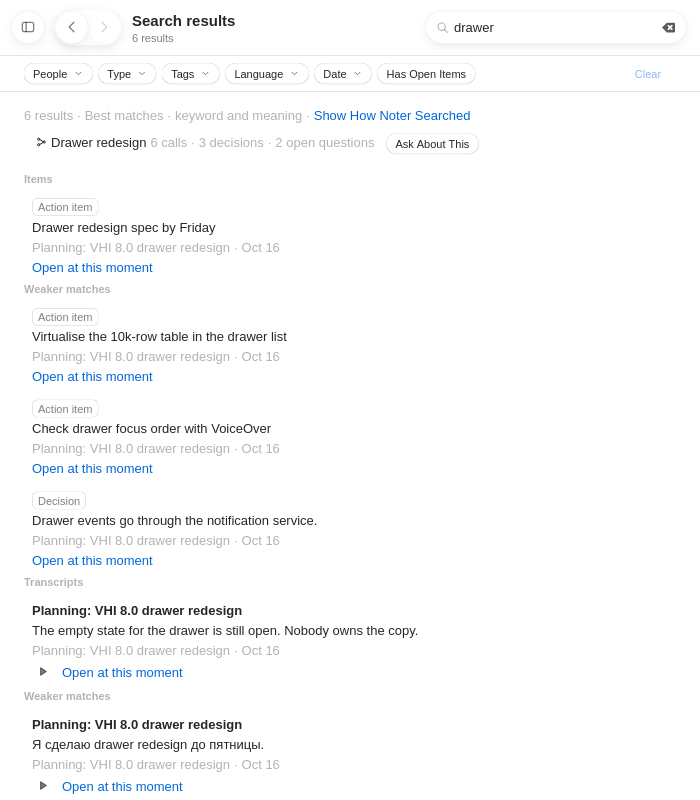 Search results
6 results
drawer
People
Type
Tags
Language
Date
Has Open Items
Clear
6 results · Best matches · keyword and meaning · Show How Noter Searched
Drawer redesign 6 calls · 3 decisions · 2 open questions
Ask About This
Items
Action item
Drawer redesign spec by Friday
Planning: VHI 8.0 drawer redesign · Oct 16
Open at this moment
Weaker matches
Action item
Virtualise the 10k-row table in the drawer list
Planning: VHI 8.0 drawer redesign · Oct 16
Open at this moment
Action item
Check drawer focus order with VoiceOver
Planning: VHI 8.0 drawer redesign · Oct 16
Open at this moment
Decision
Drawer events go through the notification service.
Planning: VHI 8.0 drawer redesign · Oct 16
Open at this moment
Transcripts
Planning: VHI 8.0 drawer redesign
The empty state for the drawer is still open. Nobody owns the copy.
Planning: VHI 8.0 drawer redesign · Oct 16
Open at this moment
Weaker matches
Planning: VHI 8.0 drawer redesign
Я сделаю drawer redesign до пятницы.
Planning: VHI 8.0 drawer redesign · Oct 16
Open at this moment